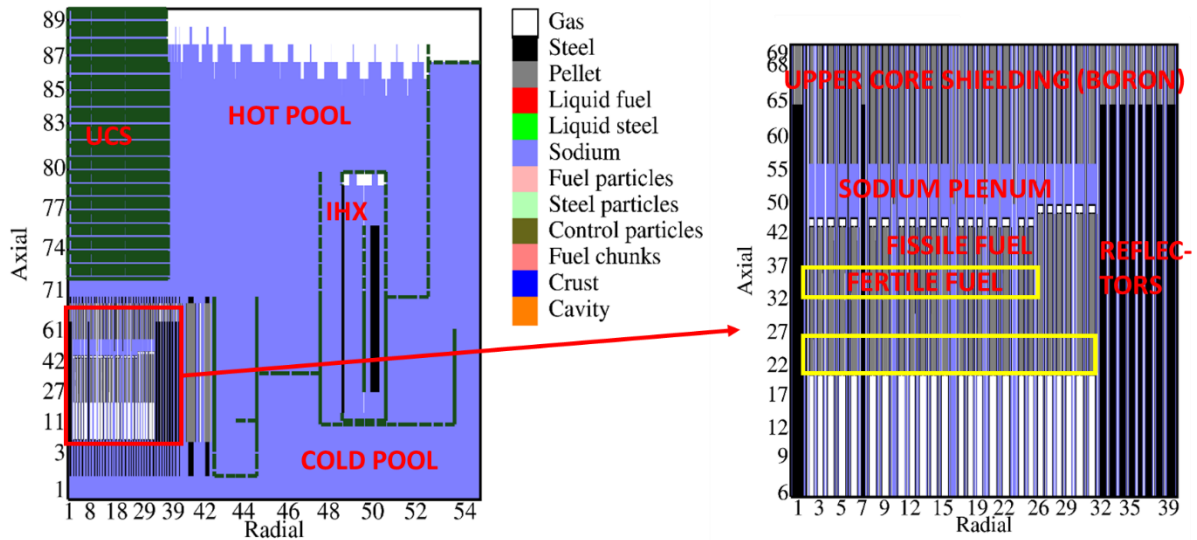 89
87
85
83
80
77
74
71
61
42
27
11
3
1
Axial
UCS
HOT POOL
IHX
COLD POOL
1 8 18 29 39 42 44 46 48 50 54
Radial
Gas
Steel
Pellet
Liquid fuel
Liquid steel
Sodium
Fuel particles
Steel particles
Control particles
Fuel chunks
Crust
Cavity
69
68
65
60
55
50
42
37
32
27
22
17
12
9
6
Axial
UPPER CORE SHIELDING (BORON)
SODIUM PLENUM
FISSILE FUEL
FERTILE FUEL
REFLEC-
TORS
1 3 5 7 9 12 15 19 22 26 29 32 35 39
Radial